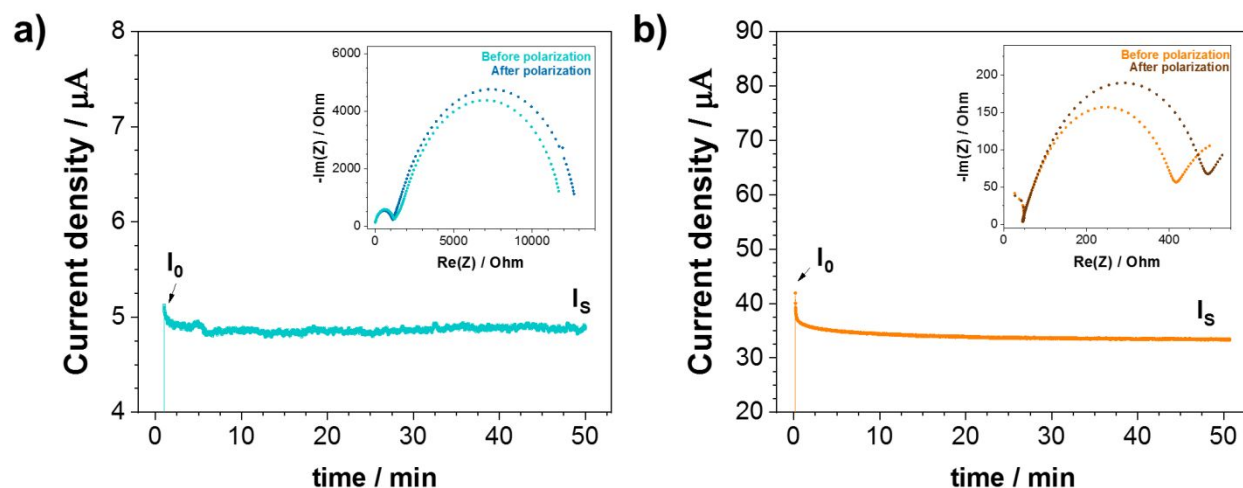 a)
Current density / µA
8
7
6
5
4
0
10
20
30
40
50
time / min
I0
IS
Before polarization
After polarization
-Im(Z) / Ohm
6000
4000
2000
0
0
5000
10000
Re(Z) / Ohm
b)
Current density / µA
90
80
70
60
50
40
30
20
0
10
20
30
40
50
time / min
I0
IS
Before polarization
After polarization
-Im(Z) / Ohm
200
150
100
50
0
0
200
400
Re(Z) / Ohm